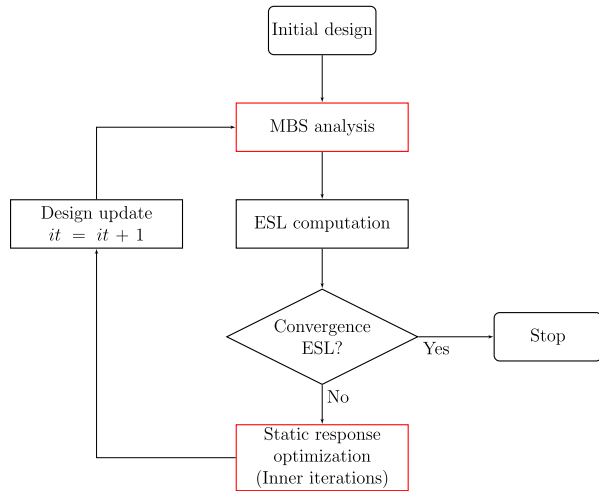 Initial design
MBS analysis
Design update
it = it + 1
ESL computation
Convergence
ESL?
Yes
Stop
No
Static response
optimization
(Inner iterations)